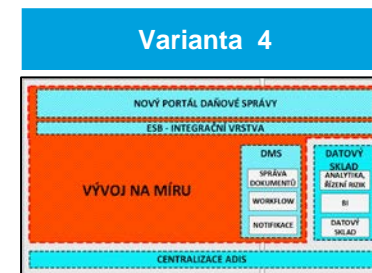 Varianta 4
NOVÝ PORTÁL DAŇOVÉ SPRÁVY
ESB - INTEGRAČNÍ VRSTVA
VÝVOJ NA MÍRU
DMS
SPRÁVA
DOKUMENTŮ
WORKFLOW
NOTIFIKACE
DATOVÝ
SKLAD
ANALYTIKA,
ŘÍZENÍ RIZIK
BI
DATOVÝ
SKLAD
CENTRALIZACE ADIS